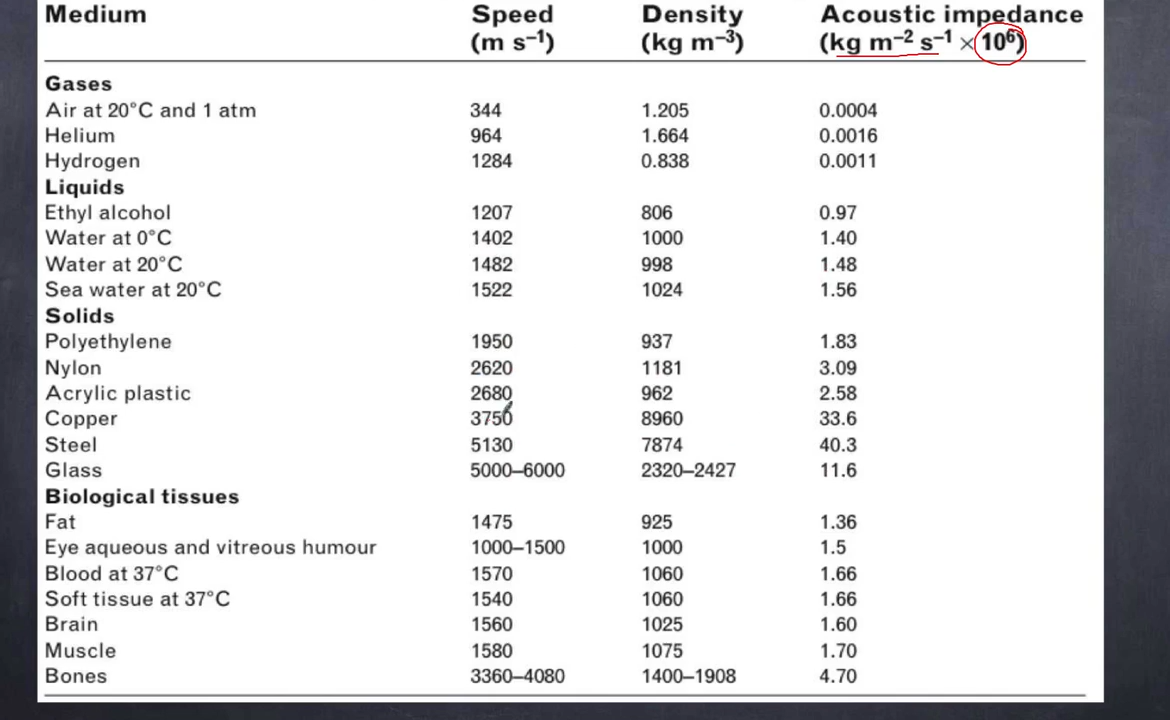 Medium Speed Density Acoustic impedance
(m s⁻¹) (kg m⁻³) (kg m⁻² s⁻¹ × 10⁶)
Gases
Air at 20°C and 1 atm 344 1.205 0.0004
Helium 964 1.664 0.0016
Hydrogen 1284 0.838 0.0011
Liquids
Ethyl alcohol 1207 806 0.97
Water at 0°C 1402 1000 1.40
Water at 20°C 1482 998 1.48
Sea water at 20°C 1522 1024 1.56
Solids
Polyethylene 1950 937 1.83
Nylon 2620 1181 3.09
Acrylic plastic 2680 962 2.58
Copper 3750 8960 33.6
Steel 5130 7874 40.3
Glass 5000–6000 2320–2427 11.6
Biological tissues
Fat 1475 925 1.36
Eye aqueous and vitreous humour 1000–1500 1000 1.5
Blood at 37°C 1570 1060 1.66
Soft tissue at 37°C 1540 1060 1.66
Brain 1560 1025 1.60
Muscle 1580 1075 1.70
Bones 3360–4080 1400–1908 4.70